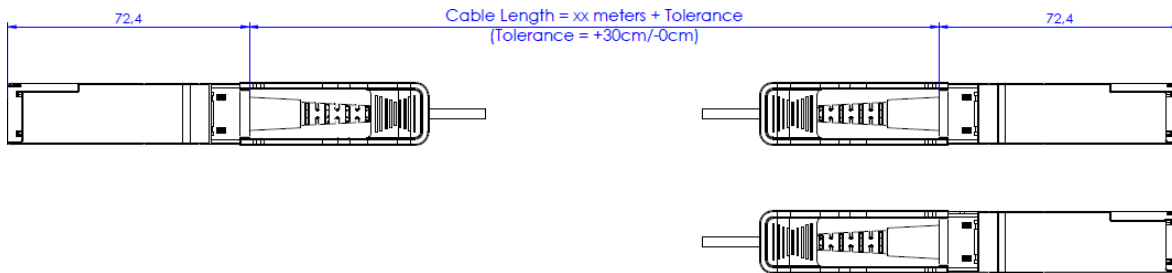 72,4
Cable Length = xx meters + Tolerance
(Tolerance = +30cm/-0cm)
72,4